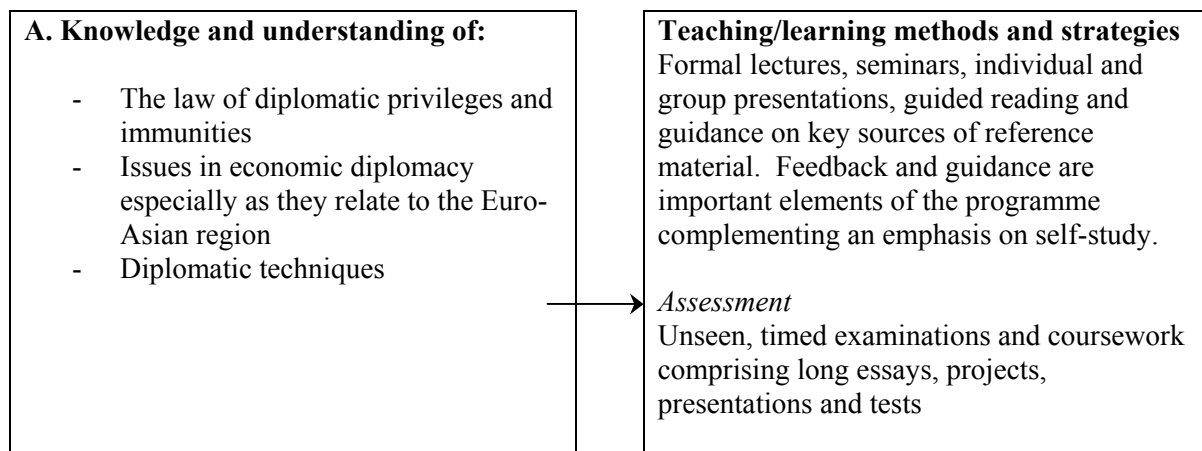 A. Knowledge and understanding of:
- The law of diplomatic privileges and
immunities
- Issues in economic diplomacy
especially as they relate to the Euro-
Asian region
- Diplomatic techniques
Teaching/learning methods and strategies
Formal lectures, seminars, individual and
group presentations, guided reading and
guidance on key sources of reference
material.  Feedback and guidance are
important elements of the programme
complementing an emphasis on self-study.
Assessment
Unseen, timed examinations and coursework
comprising long essays, projects,
presentations and tests